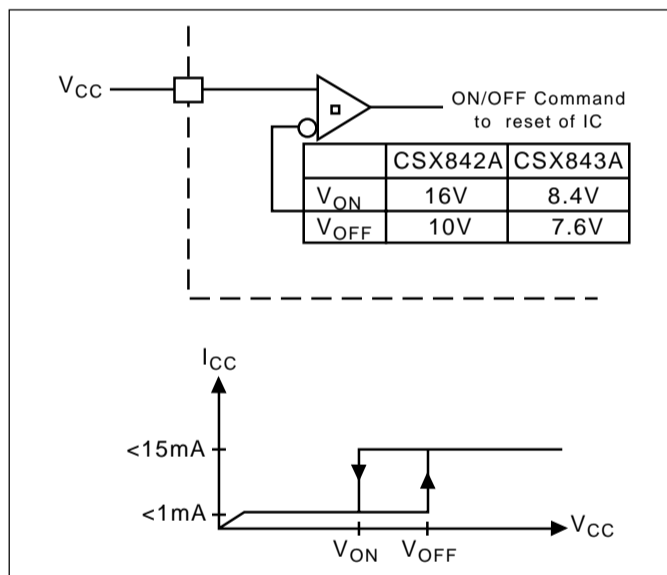 VCC
ON/OFF Command
to reset of IC
CSX842A CSX843A
VON 16V 8.4V
VOFF 10V 7.6V
ICC
<15mA
<1mA
VCC
VON VOFF